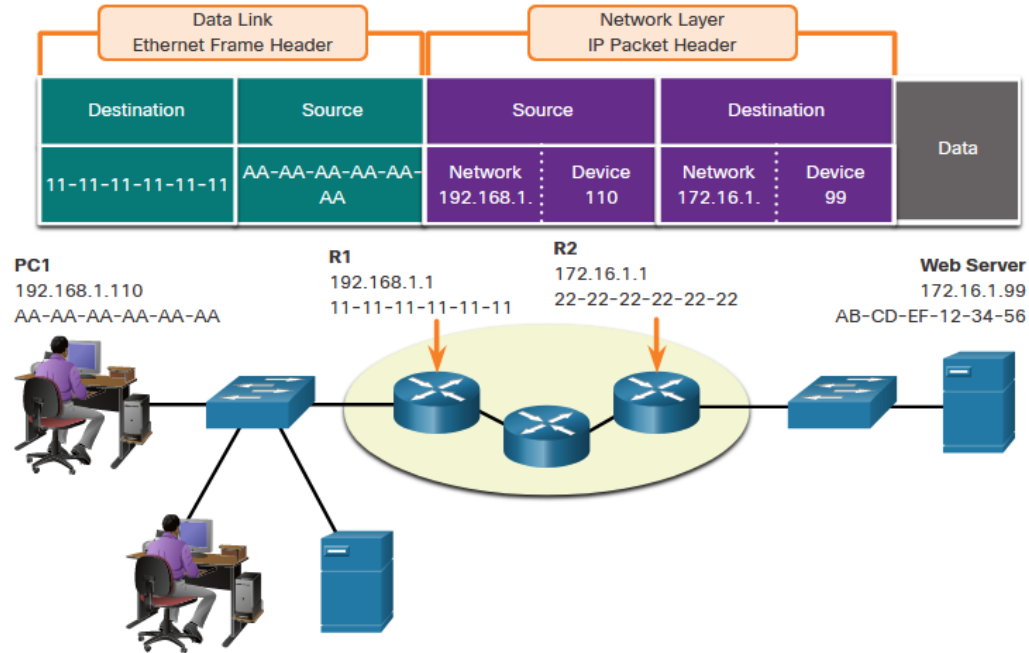 Data Link
Ethernet Frame Header
Network Layer
IP Packet Header
Destination
Source
Source
Destination
Data
11-11-11-11-11-11
AA-AA-AA-AA-AA-
AA
Network
192.168.1.
Device
110
Network
172.16.1.
Device
99
PC1
192.168.1.110
AA-AA-AA-AA-AA-AA
R1
192.168.1.1
11-11-11-11-11-11
R2
172.16.1.1
22-22-22-22-22-22
Web Server
172.16.1.99
AB-CD-EF-12-34-56